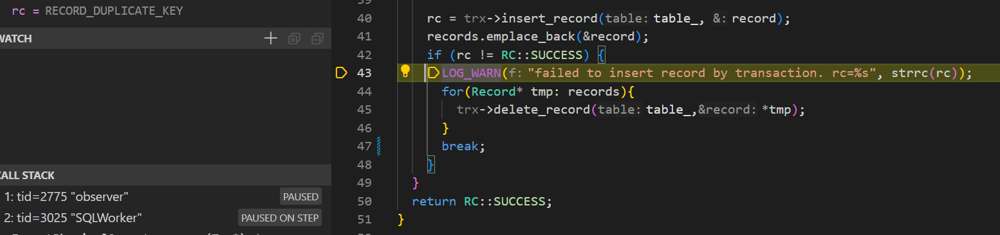 rc = RECORD_DUPLICATE_KEY
WATCH
CALL STACK
1: tid=2775 "observer" PAUSED
2: tid=3025 "SQLWorker" PAUSED ON STEP
39
40 rc = trx->insert_record(table: table_, &: record);
41 records.emplace_back(&record);
42 if (rc != RC::SUCCESS) {
43 LOG_WARN(f: "failed to insert record by transaction. rc=%s", strrc(rc));
44 for(Record* tmp: records){
45 trx->delete_record(table: table_,&record: *tmp);
46 }
47 break;
48 }
49 }
50 return RC::SUCCESS;
51 }